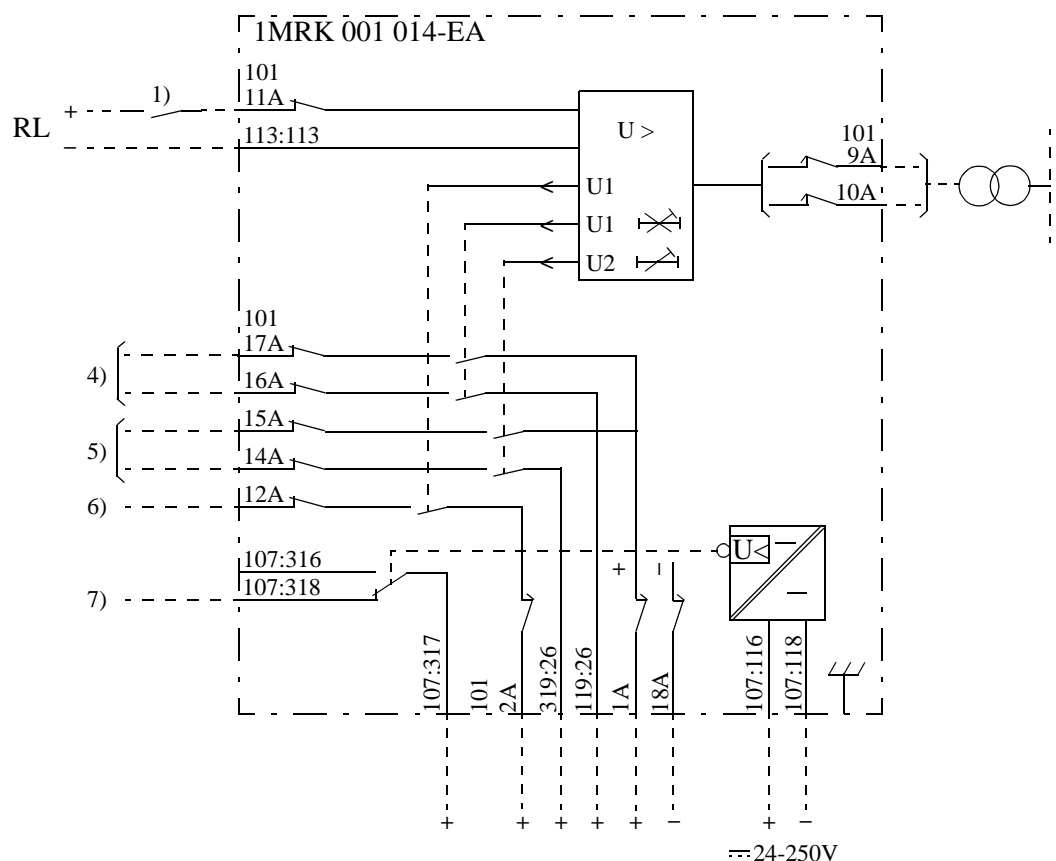 1MRK 001 014-EA
101
1)
11A
+
RL
−
113:113
U >
U1
U1
U2
101
9A
10A
101
17A
4)
16A
15A
5)
14A
6)
12A
107:316
107:318
7)
U<
+
−
107:317
101
2A
319:26
119:26
1A
18A
107:116
107:118
+
+
+
+
+
−
+
−
24-250V